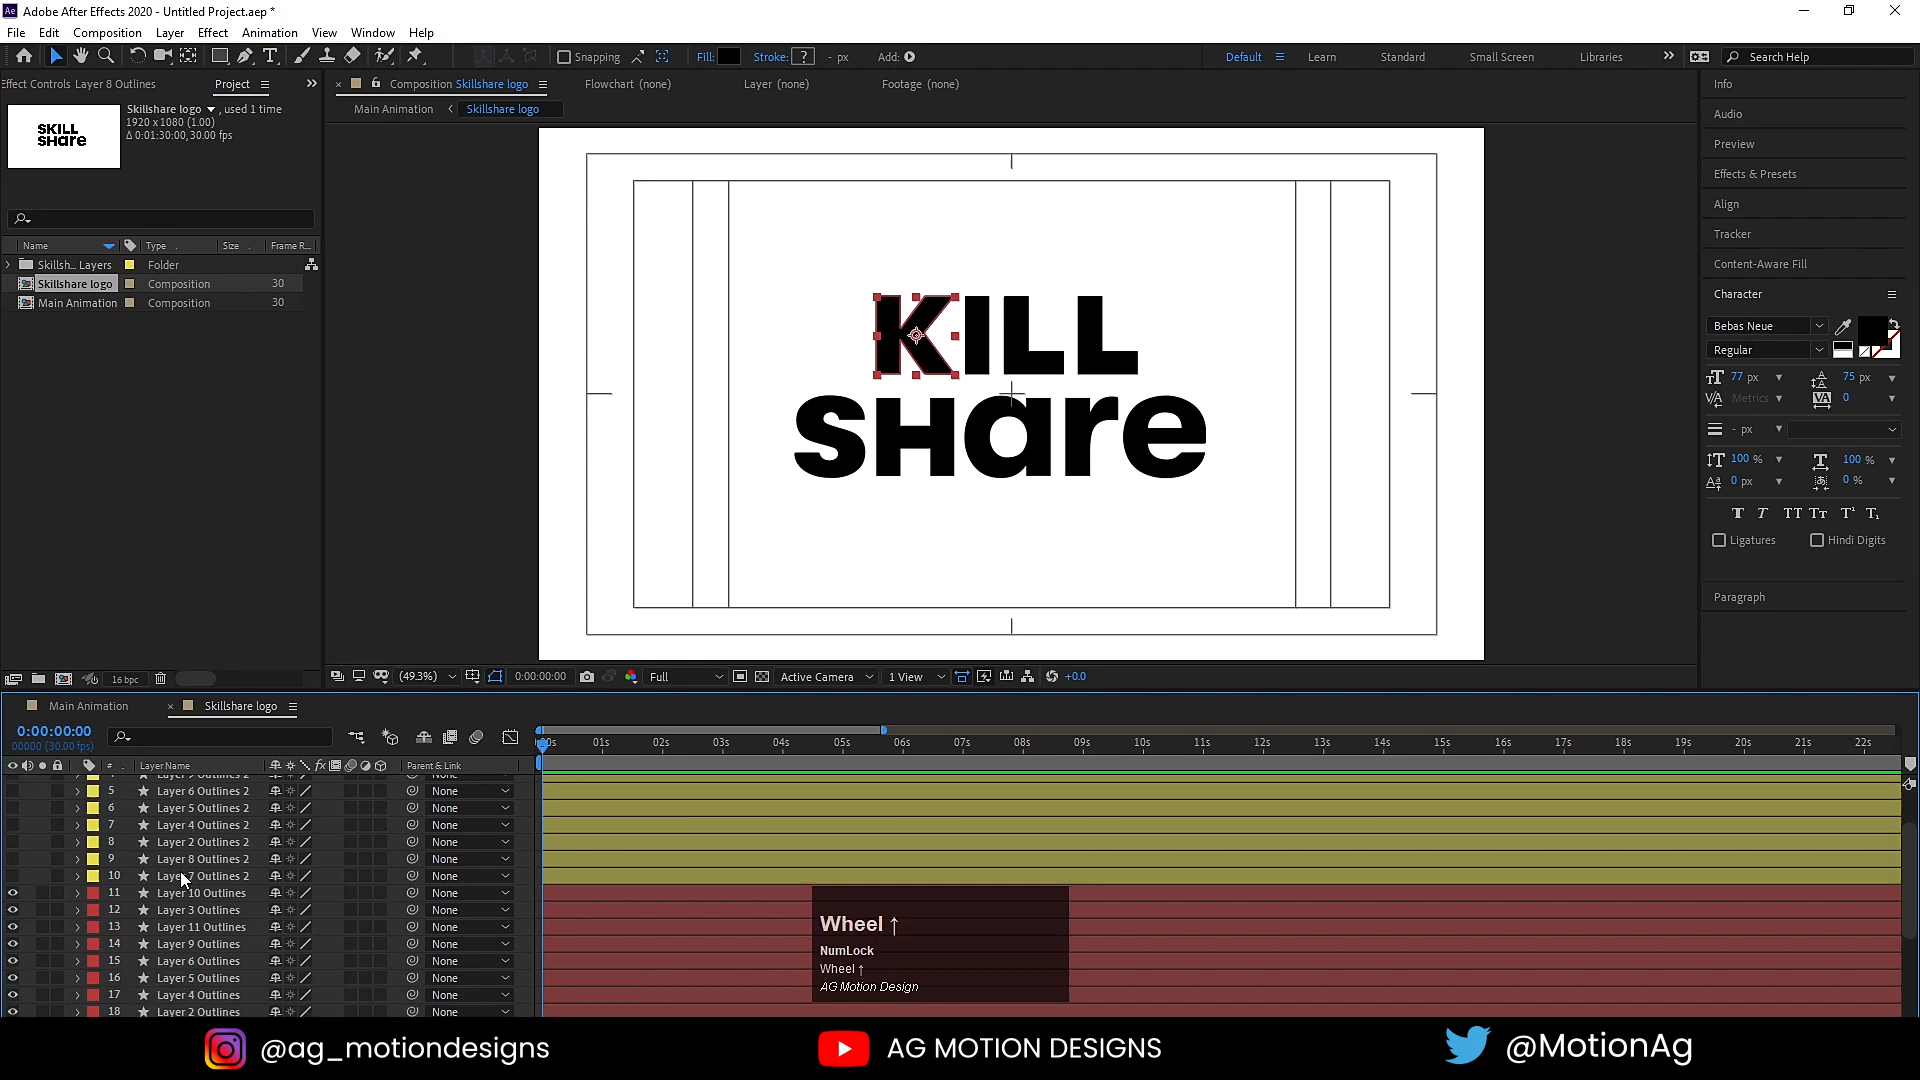 Adobe After Effects 2020 - Untitled Project.aep *
File Edit Composition Layer Effect Animation View Window Help
Snapping Fill: Stroke: ? - px Add: Default Learn Standard Small Screen Libraries Search Help
Effect Controls Layer 8 Outlines Project
Composition Skillshare logo Flowchart (none) Layer (none) Footage (none)
Main Animation Skillshare logo
Skillshare logo , used 1 time
1920 x 1080 (1.00)
Δ 0:01:30:00, 30.00 fps
SKILL
sHare
Name Type Size Frame R...
Skillsh... Layers Folder
Skillshare logo Composition 30
Main Animation Composition 30
16 bpc
KILL
sHare
(49.3%) 0:00:00:00 Full Active Camera 1 View +0.0
Info
Audio
Preview
Effects & Presets
Align
Tracker
Content-Aware Fill
Character
Bebas Neue
Regular
77 px 75 px
Metrics 0
- px
100 % 100 %
0 px 0 %
Ligatures Hindi Digits
Paragraph
Main Animation Skillshare logo
0:00:00:00
00000 (30.00 fps)
01s 02s 03s 04s 05s 06s 07s 08s 09s 10s 11s 12s 13s 14s 15s 16s 17s 18s 19s 20s 21s 22s
# Layer Name Parent & Link
5 Layer 6 Outlines 2 None
6 Layer 5 Outlines 2 None
7 Layer 4 Outlines 2 None
8 Layer 2 Outlines 2 None
9 Layer 8 Outlines 2 None
10 Layer 7 Outlines 2 None
11 Layer 10 Outlines None
12 Layer 3 Outlines None
13 Layer 11 Outlines None
14 Layer 9 Outlines None
15 Layer 6 Outlines None
16 Layer 5 Outlines None
17 Layer 4 Outlines None
18 Layer 2 Outlines None
Wheel ↑
NumLock
Wheel ↑
AG Motion Design
@ag_motiondesigns AG MOTION DESIGNS @MotionAg